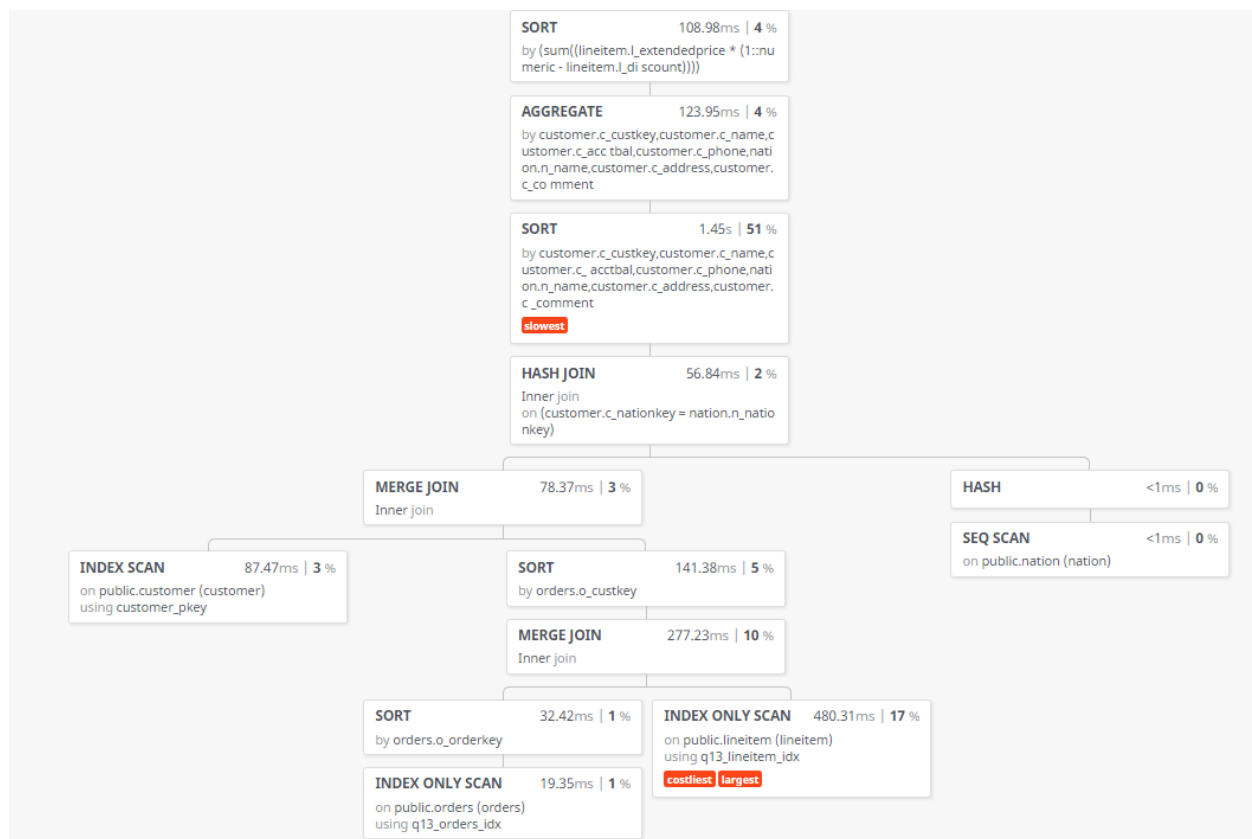 SORT 108.98ms | 4 %
by (sum((lineitem.l_extendedprice * (1::nu
meric - lineitem.l_di scount))))
AGGREGATE 123.95ms | 4 %
by customer.c_custkey,customer.c_name,c
ustomer.c_acc tbal,customer.c_phone,nati
on.n_name,customer.c_address,customer.
c_co mment
SORT 1.45s | 51 %
by customer.c_custkey,customer.c_name,c
ustomer.c_ acctbal,customer.c_phone,nati
on.n_name,customer.c_address,customer.
c _comment
slowest
HASH JOIN 56.84ms | 2 %
Inner join
on (customer.c_nationkey = nation.n_natio
nkey)
MERGE JOIN 78.37ms | 3 %
Inner join
HASH <1ms | 0 %
SEQ SCAN <1ms | 0 %
on public.nation (nation)
INDEX SCAN 87.47ms | 3 %
on public.customer (customer)
using customer_pkey
SORT 141.38ms | 5 %
by orders.o_custkey
MERGE JOIN 277.23ms | 10 %
Inner join
SORT 32.42ms | 1 %
by orders.o_orderkey
INDEX ONLY SCAN 19.35ms | 1 %
on public.orders (orders)
using q13_orders_idx
INDEX ONLY SCAN 480.31ms | 17 %
on public.lineitem (lineitem)
using q13_lineitem_idx
costliest largest